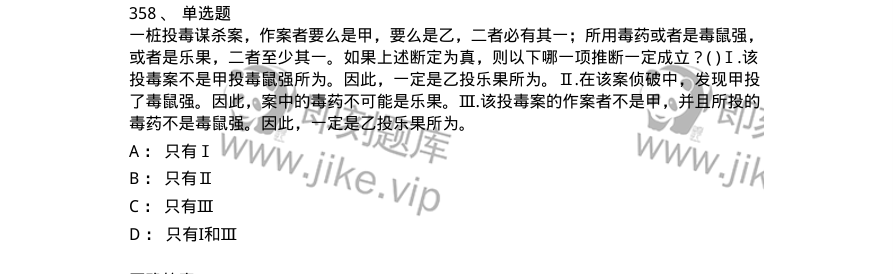 358 、 单选题
一桩投毒谋杀案，作案者要么是甲，要么是乙，二者必有其一；所用毒药或者是毒鼠强，
或者是乐果，二者至少其一。如果上述断定为真，则以下哪一项推断一定成立？( )Ⅰ.该
投毒案不是甲投毒鼠强所为。因此，一定是乙投乐果所为。Ⅱ.在该案侦破中，发现甲投
了毒鼠强。因此，案中的毒药不可能是乐果。Ⅲ.该投毒案的作案者不是甲，并且所投的
毒药不是毒鼠强。因此，一定是乙投乐果所为。
A ： 只有Ⅰ
B ： 只有Ⅱ
C ： 只有Ⅲ
D ： 只有Ⅰ和Ⅲ
即刻题库
www.jike.vip
即
www.jik